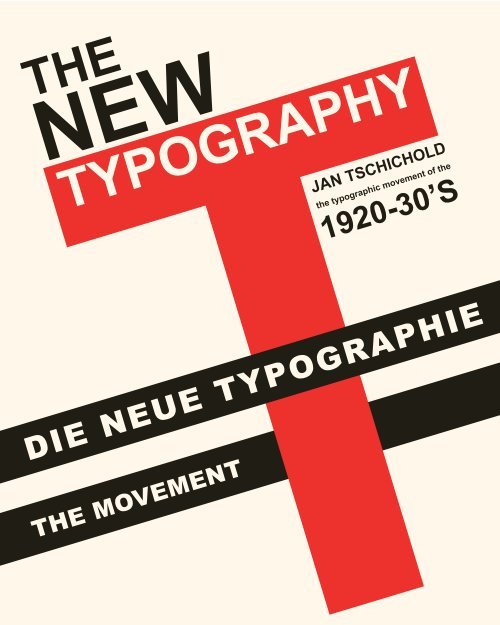 THE
NEW
TYPOGRAPHY
JAN TSCHICHOLD
the typographic movement of the
1920-30'S
DIE NEUE TYPOGRAPHIE
THE MOVEMENT